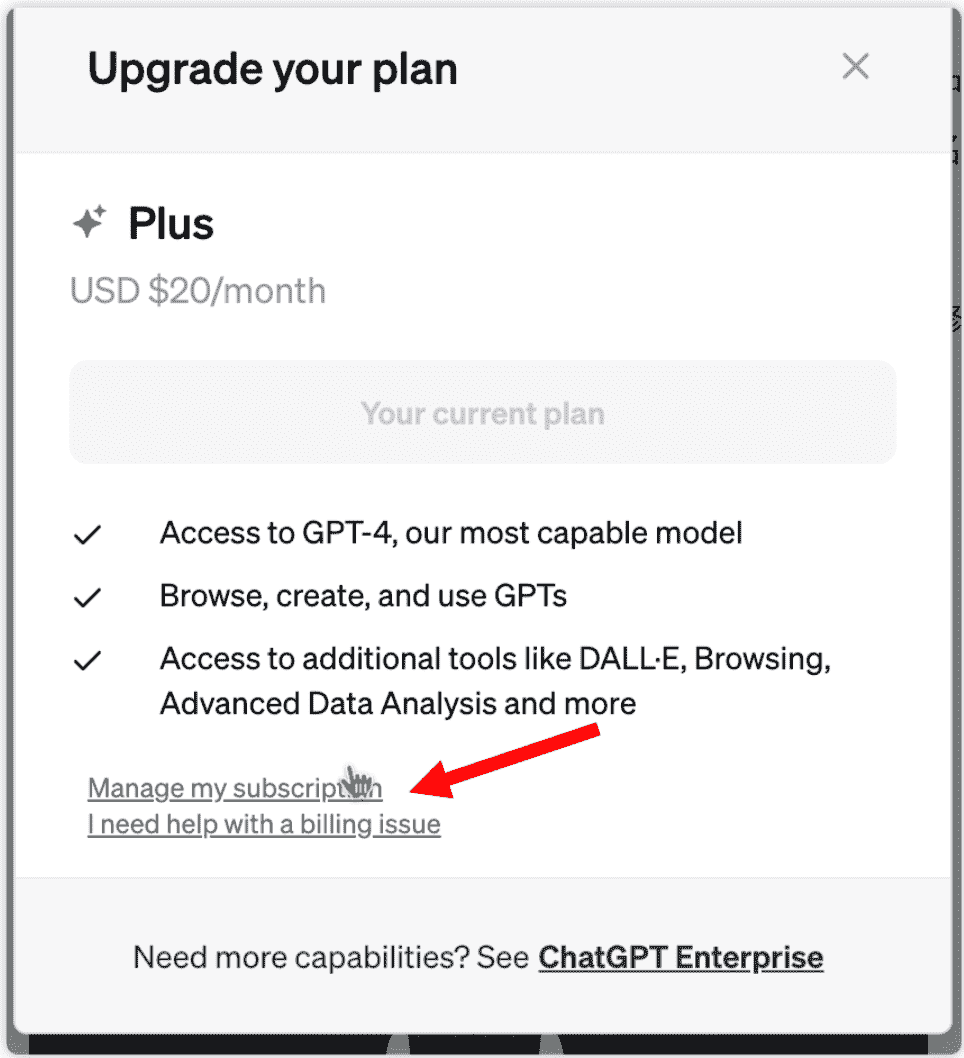 Upgrade your plan
Plus
USD $20/month
Your current plan
Access to GPT-4, our most capable model
Browse, create, and use GPTs
Access to additional tools like DALL·E, Browsing,
Advanced Data Analysis and more
Manage my subscription
I need help with a billing issue
Need more capabilities? See ChatGPT Enterprise